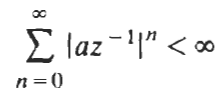 ∞
∑ |az⁻¹|ⁿ < ∞
n=0